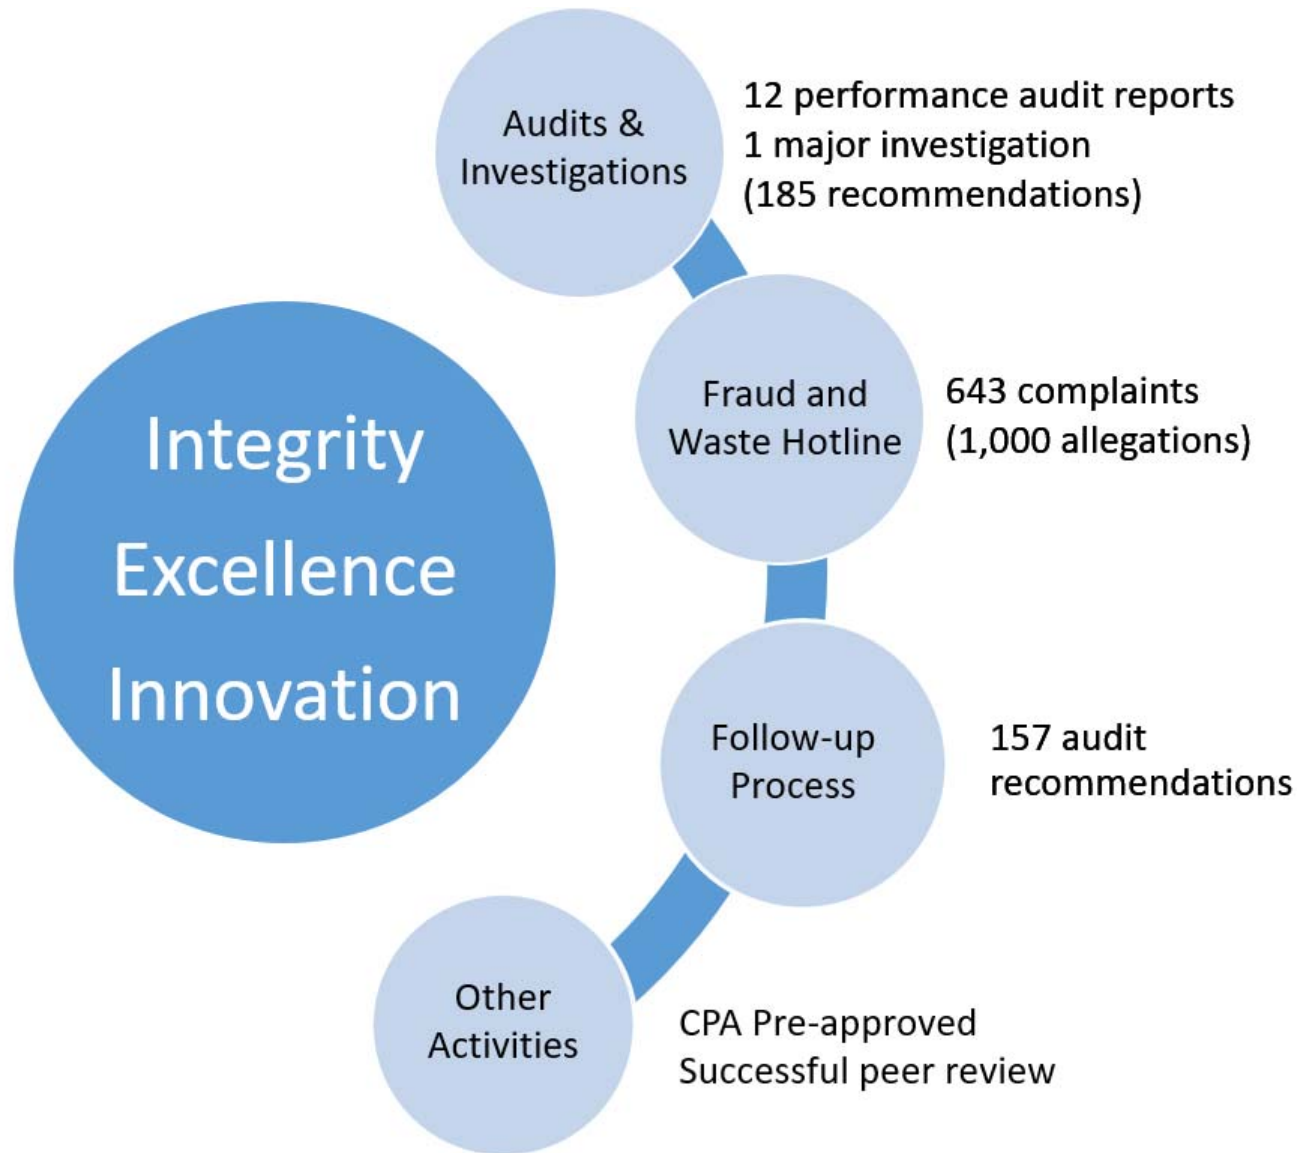 Integrity
Excellence
Innovation
Audits &
Investigations
12 performance audit reports
1 major investigation
(185 recommendations)
Fraud and
Waste Hotline
643 complaints
(1,000 allegations)
Follow-up
Process
157 audit
recommendations
Other
Activities
CPA Pre-approved
Successful peer review